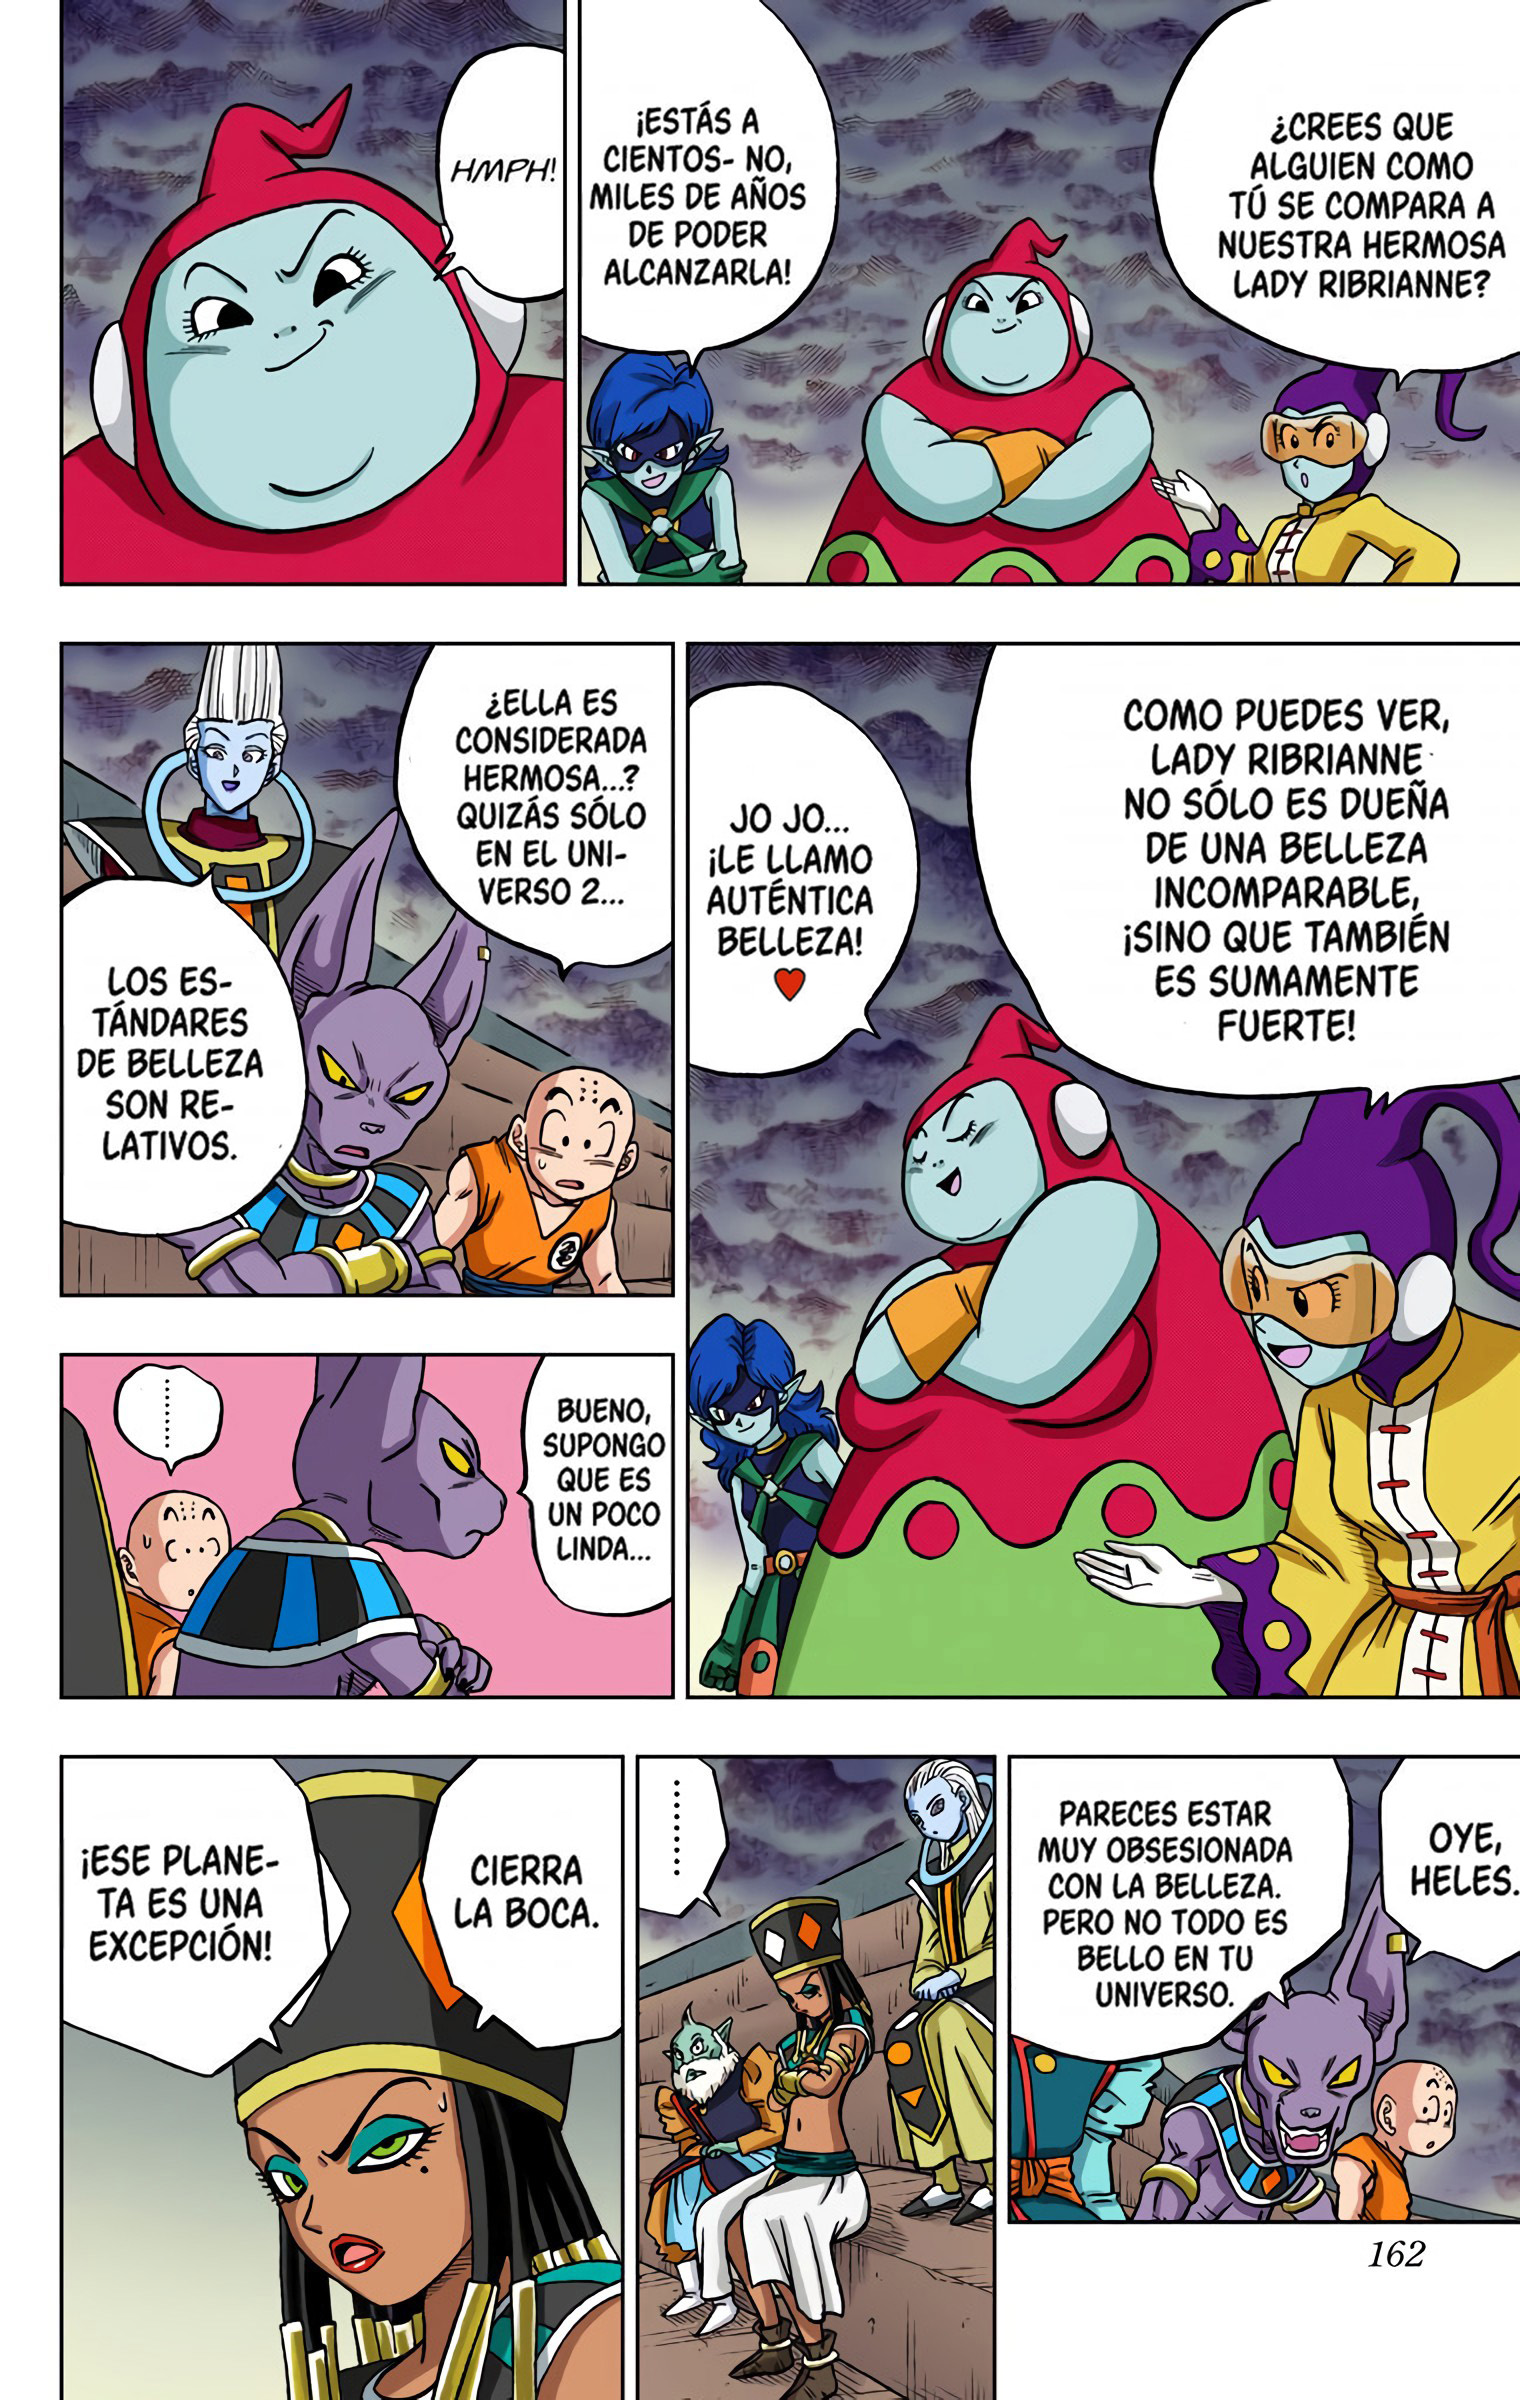 ¿CREES QUE
ALGUIEN COMO
TÚ SE COMPARA A
NUESTRA HERMOSA
LADY RIBRIANNE?
¡ESTÁS A
CIENTOS- NO,
MILES DE AÑOS
DE PODER
ALCANZARLA!
HMPH!
COMO PUEDES VER,
LADY RIBRIANNE
NO SÓLO ES DUEÑA
DE UNA BELLEZA
INCOMPARABLE,
¡SINO QUE TAMBIÉN
ES SUMAMENTE
FUERTE!
JO JO...
¡LE LLAMO
AUTÉNTICA
BELLEZA!
♥
¿ELLA ES
CONSIDERADA
HERMOSA...?
QUIZÁS SÓLO
EN EL UNI-
VERSO 2...
LOS ES-
TÁNDARES
DE BELLEZA
SON RE-
LATIVOS.
BUENO,
SUPONGO
QUE ES
UN POCO
LINDA...
........
OYE,
HELES.
PARECES ESTAR
MUY OBSESIONADA
CON LA BELLEZA.
PERO NO TODO ES
BELLO EN TU
UNIVERSO.
........
CIERRA
LA BOCA.
¡ESE PLANE-
TA ES UNA
EXCEPCIÓN!
162